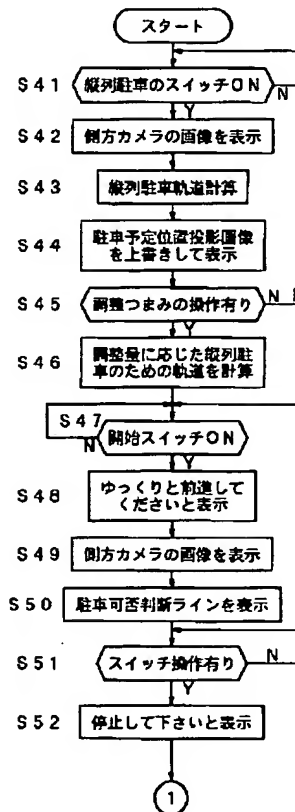 スタート
S41
縦列駐車のスイッチON
N
Y
S42
側方カメラの画像を表示
S43
縦列駐車軌道計算
S44
駐車予定位置投影画像
を上書きして表示
S45
調整つまみの操作有り
N
Y
S46
調整量に応じた縦列駐
車のための軌道を計算
S47
N
開始スイッチON
Y
S48
ゆっくりと前進して
くださいと表示
S49
側方カメラの画像を表示
S50
駐車可否判断ラインを表示
S51
スイッチ操作有り
N
Y
S52
停止して下さいと表示
1